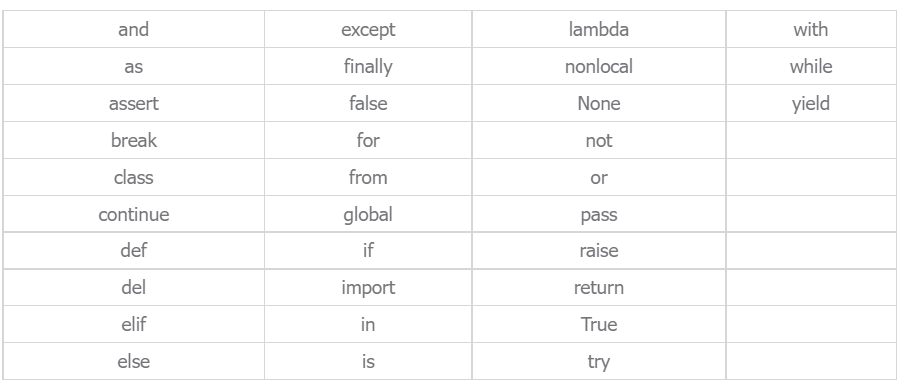 and except lambda with
as finally nonlocal while
assert false None yield
break for not
class from or
continue global pass
def if raise
del import return
elif in True
else is try